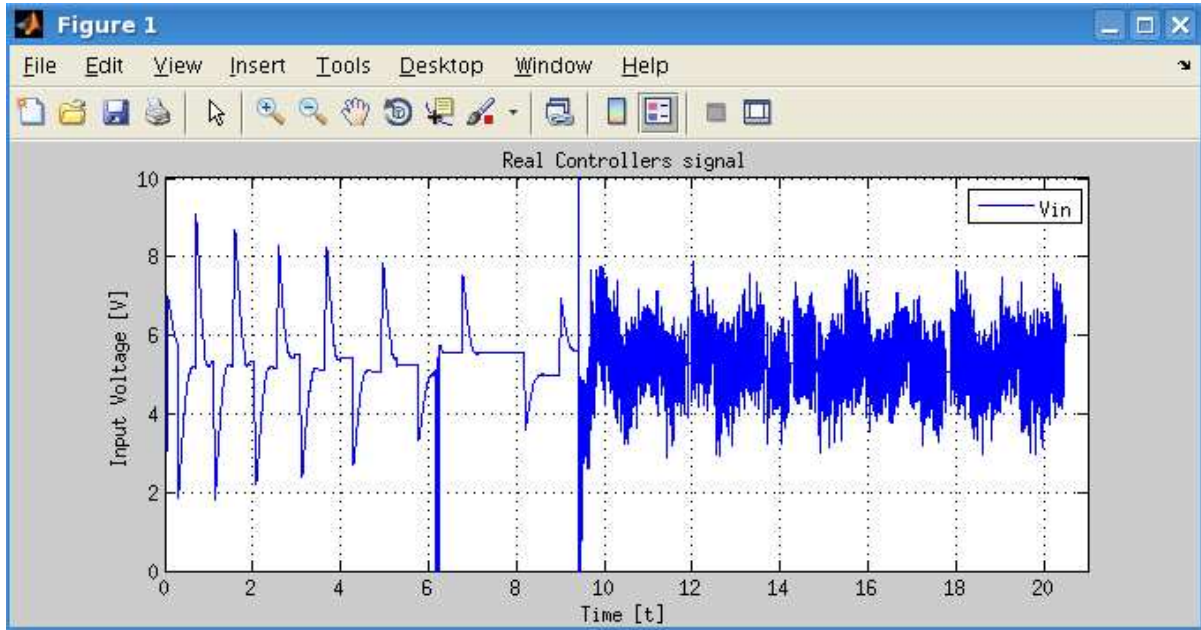 Figure 1
File Edit View Insert Tools Desktop Window Help
Real Controllers signal
Input Voltage [V]
10
8
6
4
2
0
Vin
0 2 4 6 8 10 12 14 16 18 20
Time [t]